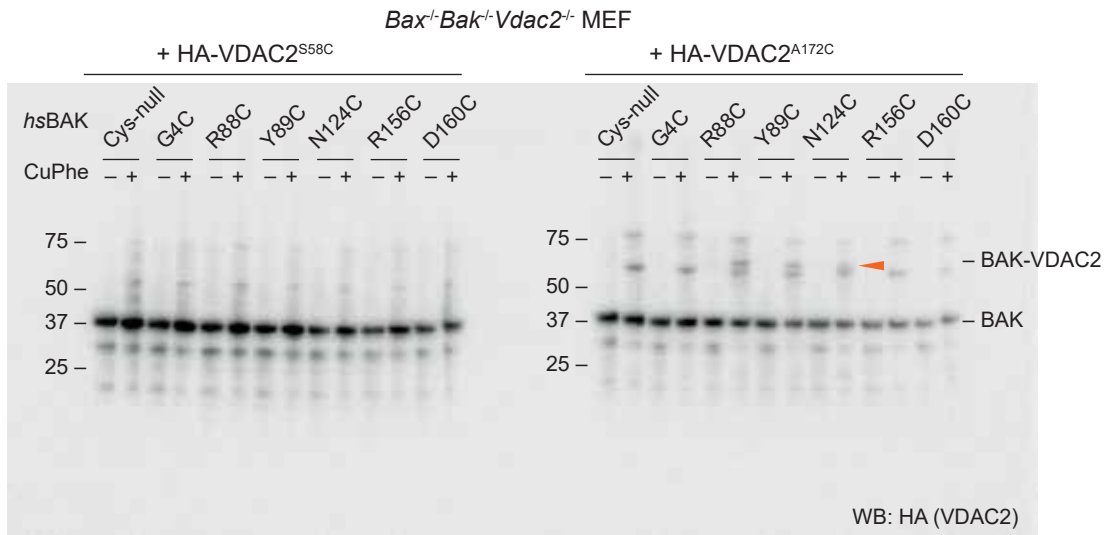 Bax-/-Bak-/-Vdac2-/- MEF
+ HA-VDAC2S58C + HA-VDAC2A172C
hsBAK Cys-null G4C R88C Y89C N124C R156C D160C Cys-null G4C R88C Y89C N124C R156C D160C
CuPhe – + – + – + – + – + – + – + – + – + – + – + – + – + – +
75 – 75 – – BAK-VDAC2
50 – 50 –
37 – 37 – – BAK
25 – 25 –
WB: HA (VDAC2)